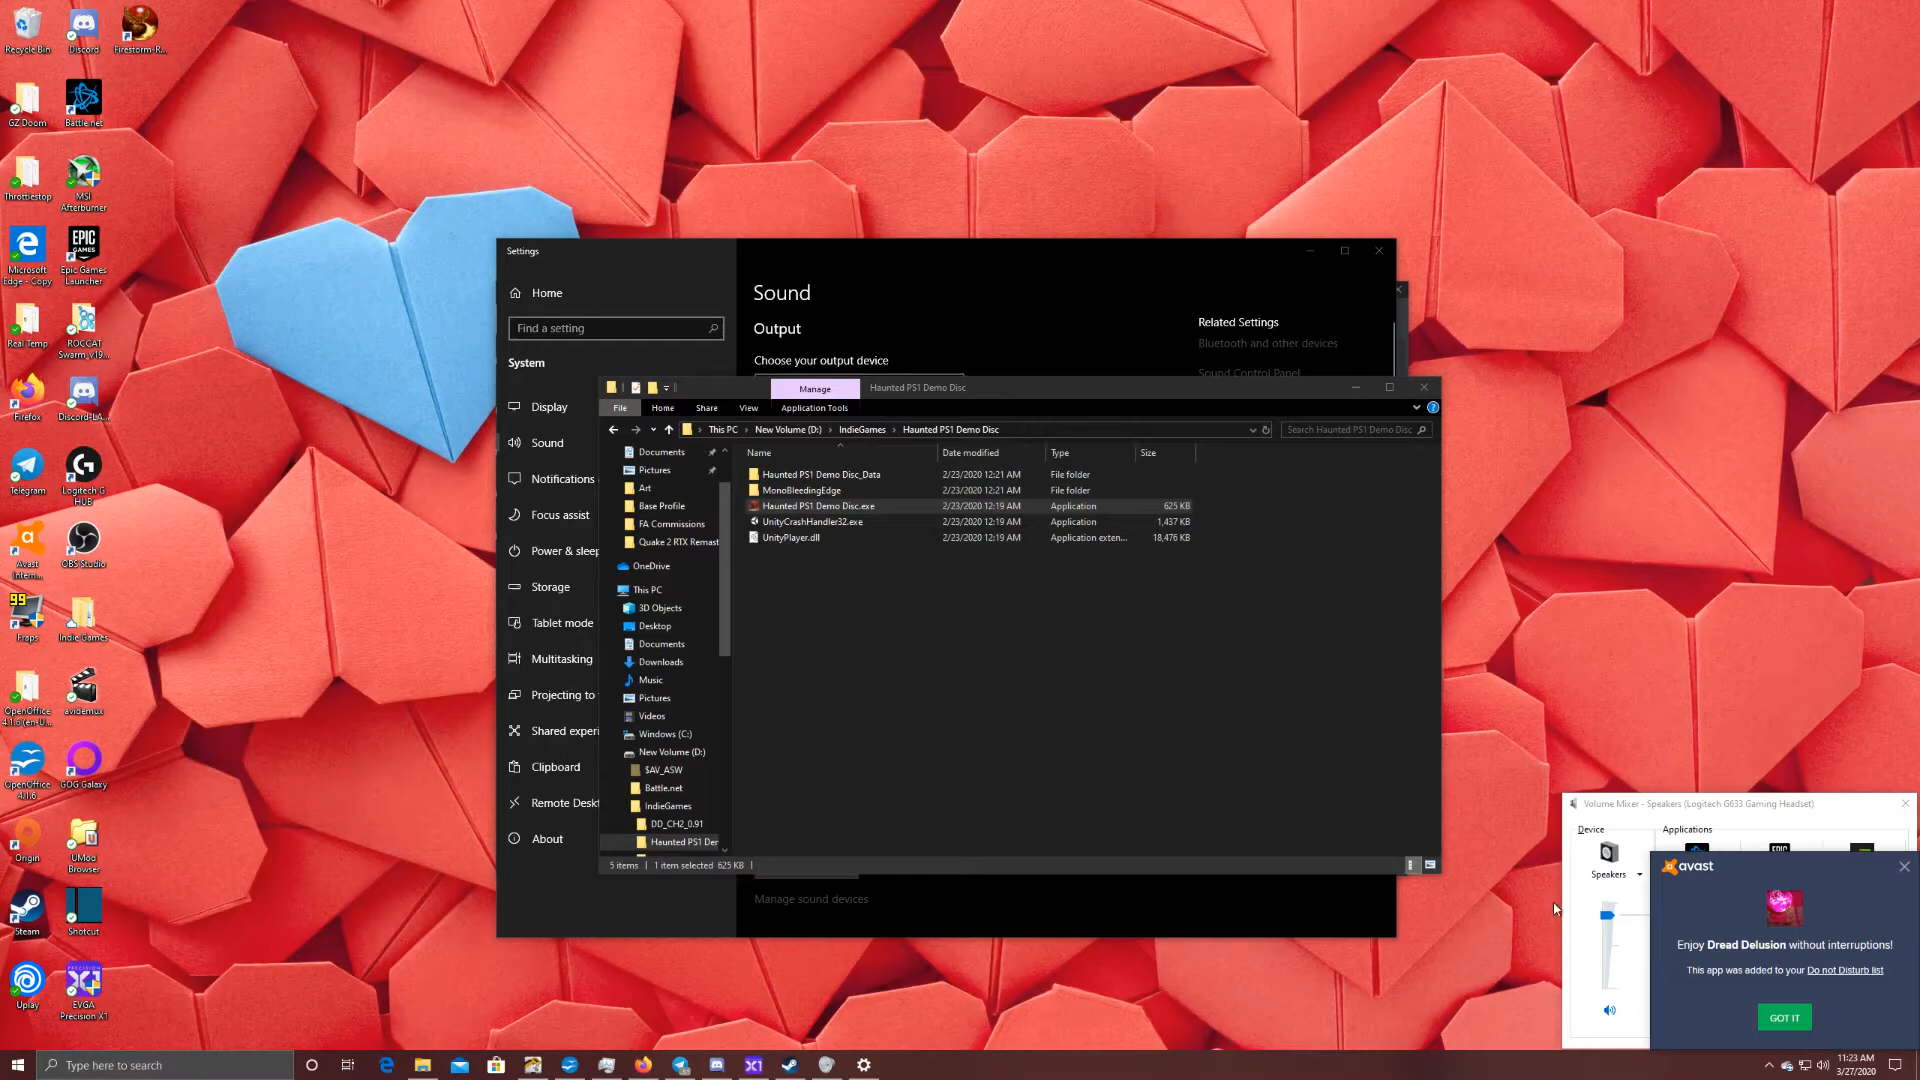 Recycle Bin
Discord
Firestorm-R...
GZ Doom
Battle.net
Throttlestop
MSI
Afterburner
Microsoft
Edge - Copy
EPIC
GAMES
Epic Games
Launcher
Real Temp
ROCCAT
Swarm_v19...
Firefox
Discord-LA...
Telegram
Logitech G
HUB
Avast
Intern...
OBS Studio
99
Fraps
Indie Games
OpenOffice
4.1.6 (en-U...
avidemux
OpenOffice
4.1.6
GOG Galaxy
Origin
UMod
Browser
Steam
Shotcut
Uplay
PRECISION
X1
EVGA
Precision X1
Settings
Home
Find a setting
System
Display
Sound
Notifications
Focus assist
Power & sleep
Storage
Tablet mode
Multitasking
Projecting to
Shared experi
Clipboard
Remote Deskt
About
Sound
Output
Choose your output device
Related Settings
Bluetooth and other devices
Sound Control Panel
Manage sound devices
Manage
Haunted PS1 Demo Disc
File
Home
Share
View
Application Tools
This PC
New Volume (D:)
IndieGames
Haunted PS1 Demo Disc
Search Haunted PS1 Demo Disc
Documents
Pictures
Art
Base Profile
FA Commissions
Quake 2 RTX Remast
OneDrive
This PC
3D Objects
Desktop
Documents
Downloads
Music
Pictures
Videos
Windows (C:)
New Volume (D:)
$AV_ASW
Battle.net
IndieGames
DD_CH2_0.91
Haunted PS1 Der
Name
Date modified
Type
Size
Haunted PS1 Demo Disc_Data 2/23/2020 12:21 AM File folder
MonoBleedingEdge 2/23/2020 12:21 AM File folder
Haunted PS1 Demo Disc.exe 2/23/2020 12:19 AM Application 625 KB
UnityCrashHandler32.exe 2/23/2020 12:19 AM Application 1,437 KB
UnityPlayer.dll 2/23/2020 12:19 AM Application exten... 18,476 KB
5 items 1 item selected 625 KB
Volume Mixer - Speakers (Logitech G633 Gaming Headset)
Device
Applications
EPIC
Speakers
avast
Enjoy Dread Delusion without interruptions!
This app was added to your Do not Disturb list
GOT IT
Type here to search
X1
11:23 AM
3/27/2020